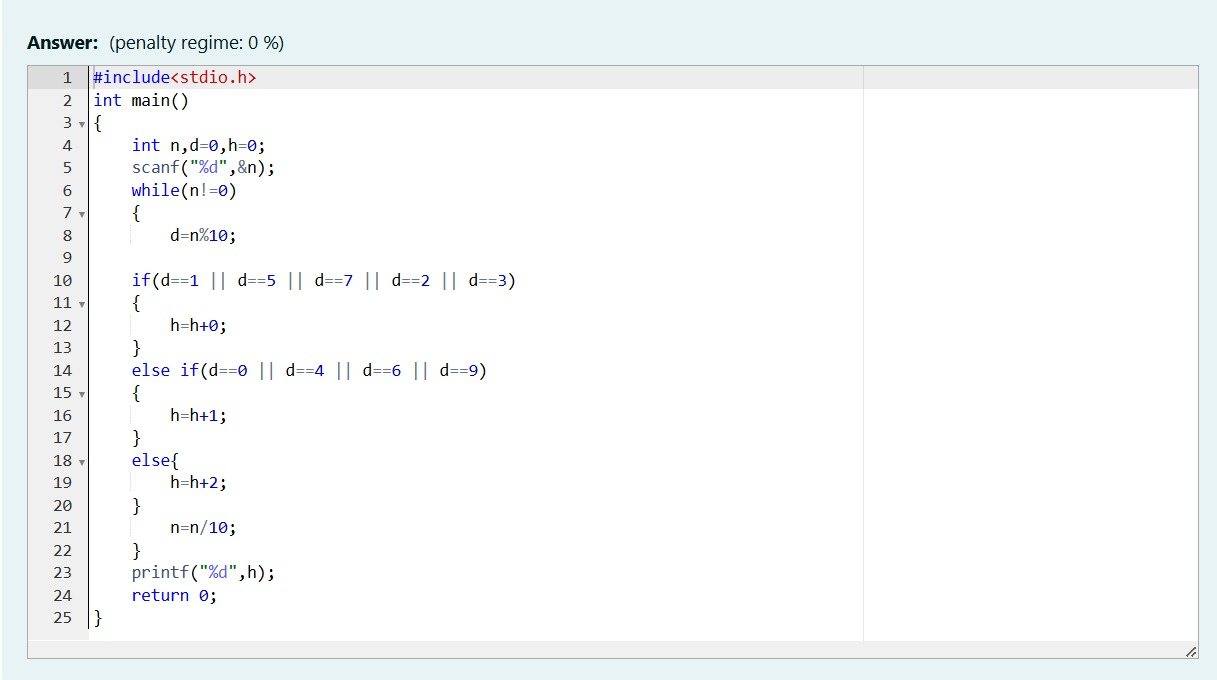 Answer: (penalty regime: 0 %)
1 #include<stdio.h>
2 int main()
3 {
4     int n,d=0,h=0;
5     scanf("%d",&n);
6     while(n!=0)
7     {
8         d=n%10;
9
10     if(d==1 || d==5 || d==7 || d==2 || d==3)
11     {
12         h=h+0;
13     }
14     else if(d==0 || d==4 || d==6 || d==9)
15     {
16         h=h+1;
17     }
18     else{
19         h=h+2;
20     }
21         n=n/10;
22     }
23     printf("%d",h);
24     return 0;
25 }